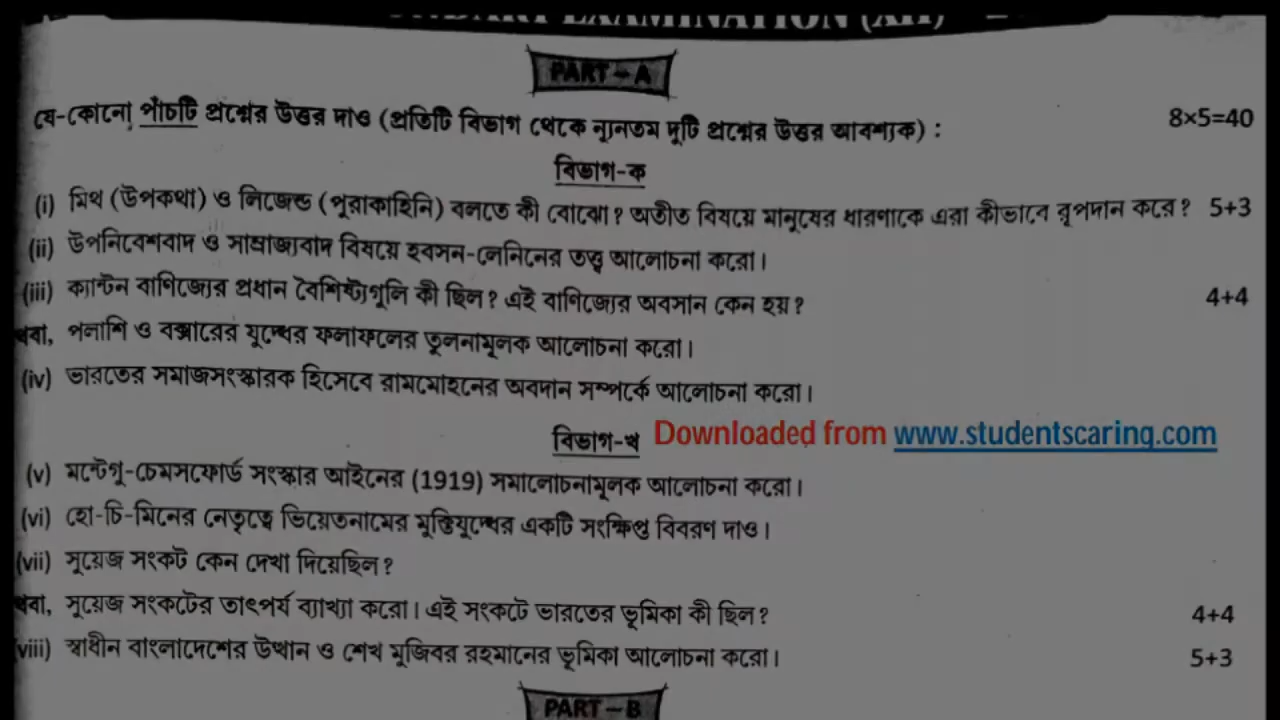 EXAMINATION (XII)
PART – A
যে-কোনো পাঁচটি প্রশ্নের উত্তর দাও (প্রতিটি বিভাগ থেকে ন্যূনতম দুটি প্রশ্নের উত্তর আবশ্যক) : 8×5=40
বিভাগ-ক
(i) মিথ (উপকথা) ও লিজেন্ড (পুরাকাহিনি) বলতে কী বোঝো? অতীত বিষয়ে মানুষের ধারণাকে এরা কীভাবে রূপদান করে? 5+3
(ii) উপনিবেশবাদ ও সাম্রাজ্যবাদ বিষয়ে হবসন-লেনিনের তত্ত্ব আলোচনা করো।
(iii) ক্যান্টন বাণিজ্যের প্রধান বৈশিষ্ট্যগুলি কী ছিল? এই বাণিজ্যের অবসান কেন হয়? 4+4
থবা, পলাশি ও বক্সারের যুদ্ধের ফলাফলের তুলনামূলক আলোচনা করো।
(iv) ভারতের সমাজসংস্কারক হিসেবে রামমোহনের অবদান সম্পর্কে আলোচনা করো।
বিভাগ-খ Downloaded from www.studentscaring.com
(v) মন্টেগু-চেমসফোর্ড সংস্কার আইনের (1919) সমালোচনামূলক আলোচনা করো।
(vi) হো-চি-মিনের নেতৃত্বে ভিয়েতনামের মুক্তিযুদ্ধের একটি সংক্ষিপ্ত বিবরণ দাও।
(vii) সুয়েজ সংকট কেন দেখা দিয়েছিল?
থবা, সুয়েজ সংকটের তাৎপর্য ব্যাখ্যা করো। এই সংকটে ভারতের ভূমিকা কী ছিল? 4+4
(viii) স্বাধীন বাংলাদেশের উত্থান ও শেখ মুজিবর রহমানের ভূমিকা আলোচনা করো। 5+3
PART – B